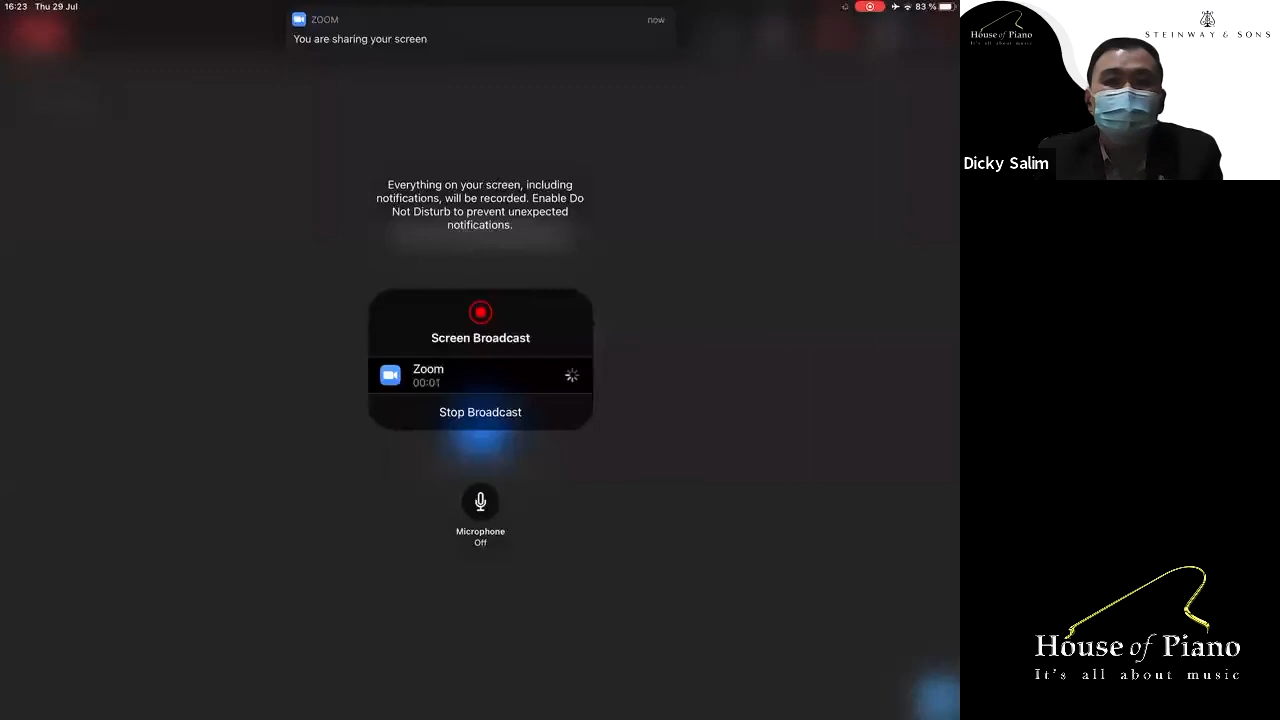 16:23 Thu 29 Jul
83 %
ZOOM
now
You are sharing your screen
Everything on your screen, including
notifications, will be recorded. Enable Do
Not Disturb to prevent unexpected
notifications.
Screen Broadcast
Zoom
00:01
Stop Broadcast
Microphone
Off
House of Piano
It's all about music
STEINWAY & SONS
Dicky Salim
House of Piano
It's all about music